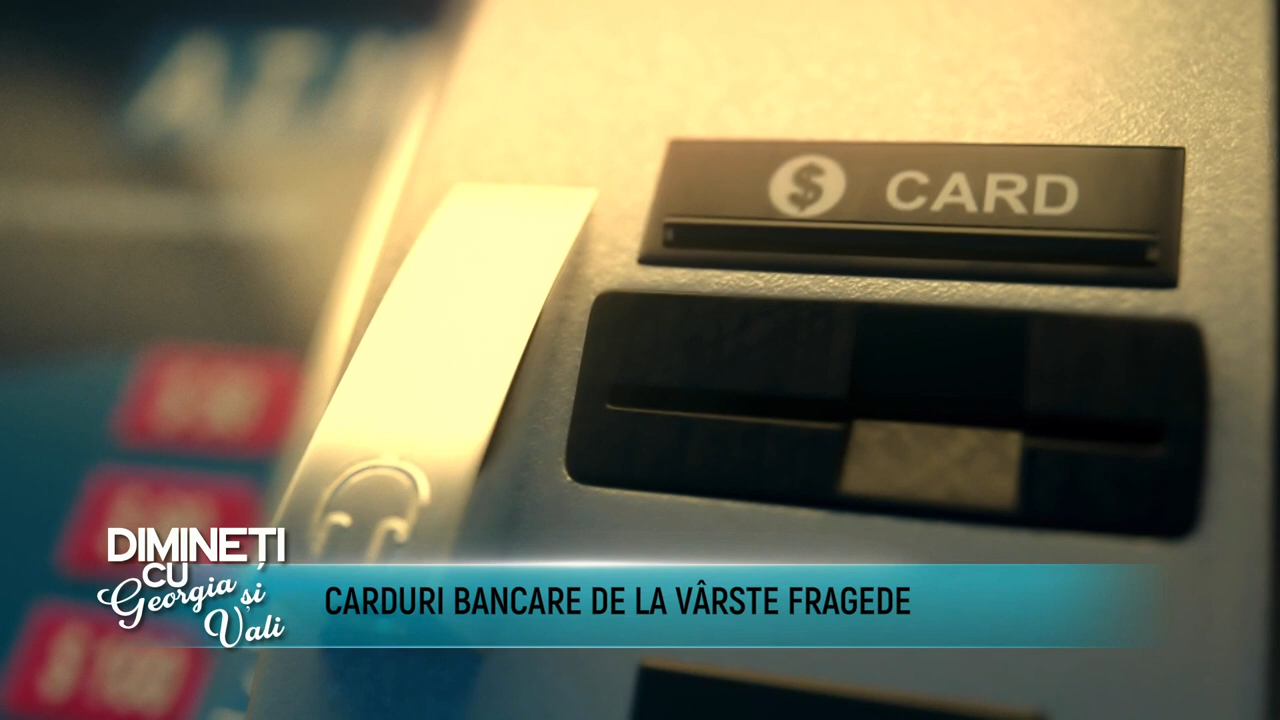 $ CARD
DIMINEȚI
CU
Georgia și
Vali
CARDURI BANCARE DE LA VÂRSTE FRAGEDE